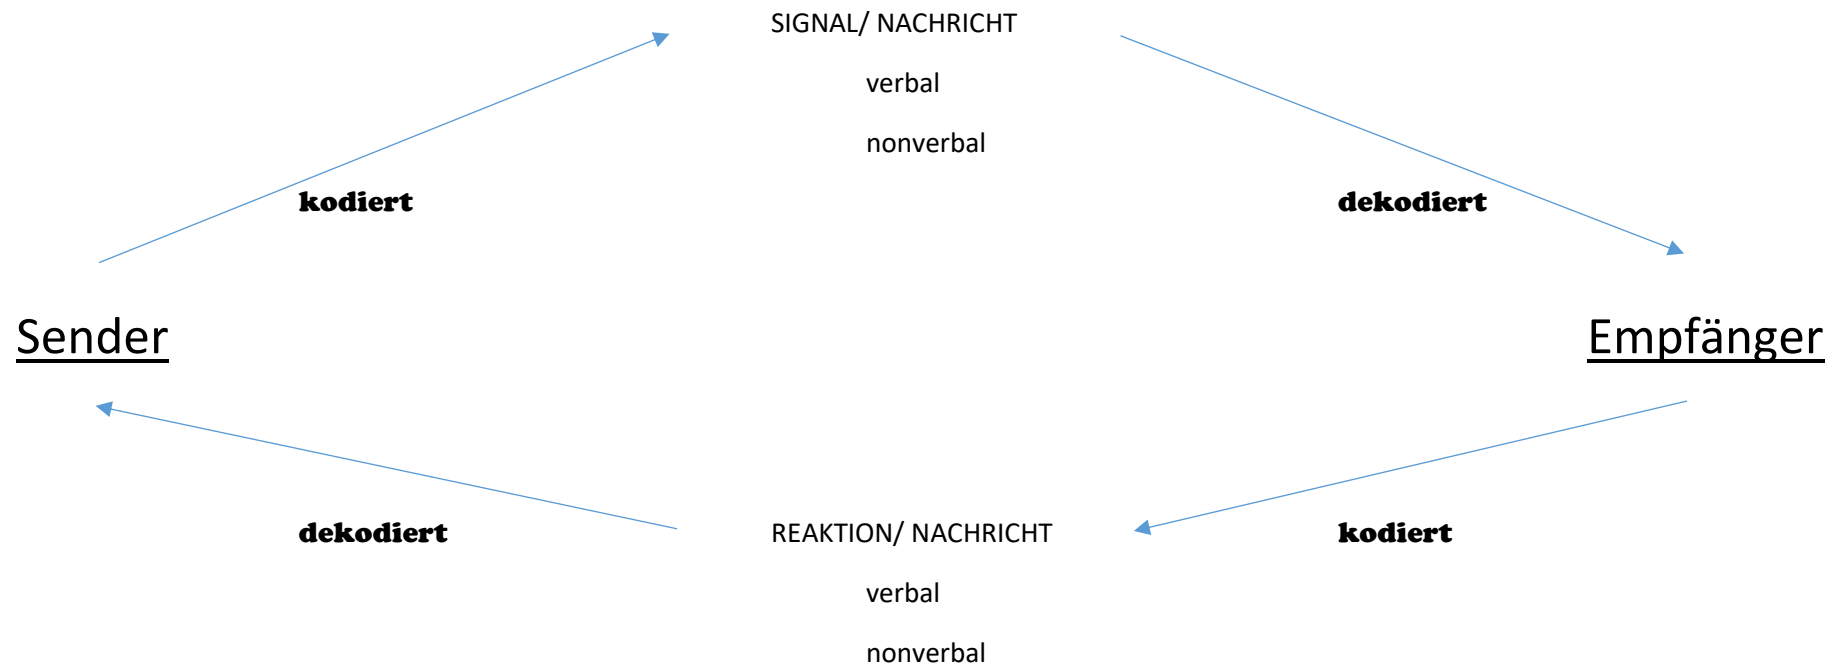 SIGNAL/ NACHRICHT
verbal
nonverbal
kodiert
dekodiert
Sender
Empfänger
dekodiert
REAKTION/ NACHRICHT
kodiert
verbal
nonverbal